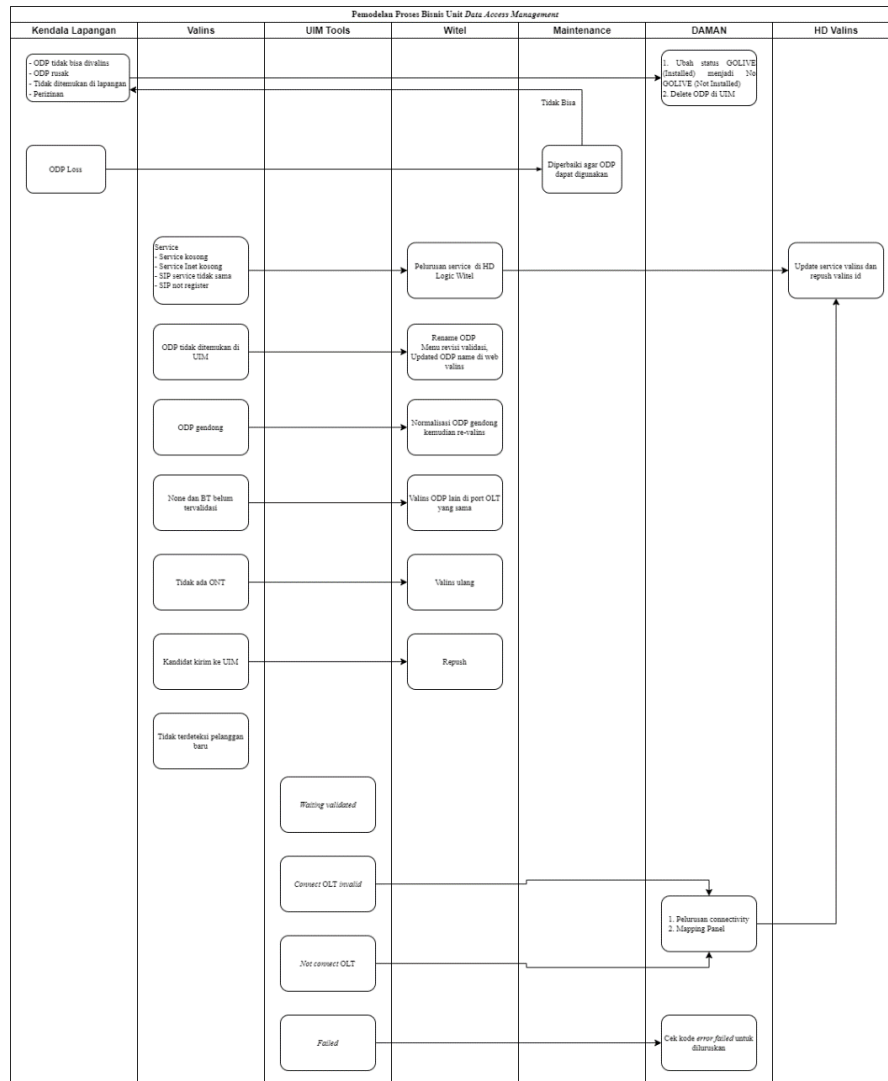 Pemodelan Proses Bisnis Unit Data Access Management
Kendala Lapangan
Valins
UIM Tools
Witel
Maintenance
DAMAN
HD Valins
- ODP tidak bisa divalins
- ODP rusak
- Tidak ditemukan di lapangan
- Perizinan
1. Ubah status GOLIVE
(Installed) menjadi No
GOLIVE (Not Installed)
2. Delete ODP di UIM
Tidak Bisa
ODP Loss
Diperbaiki agar ODP
dapat digunakan
Service
- Service kosong
- Service Inet kosong
- SIP service tidak sama
- SIP not register
Pelurusan service di HD
Logic Witel
Update service valins dan
repush valins id
ODP tidak ditemukan di
UIM
Rename ODP
Menu revisi validasi,
Updated ODP name di web
valins
ODP gendong
Normalisasi ODP gendong
kemudian re-valins
None dan BT belum
tervalidasi
Valins ODP lain di port OLT
yang sama
Tidak ada ONT
Valins ulang
Kandidat kirim ke UIM
Repush
Tidak terdeteksi pelanggan
baru
Waiting validated
Connect OLT invalid
1. Pelurusan connectivity
2. Mapping Panel
Not connect OLT
Failed
Cek kode error failed untuk
diluruskan